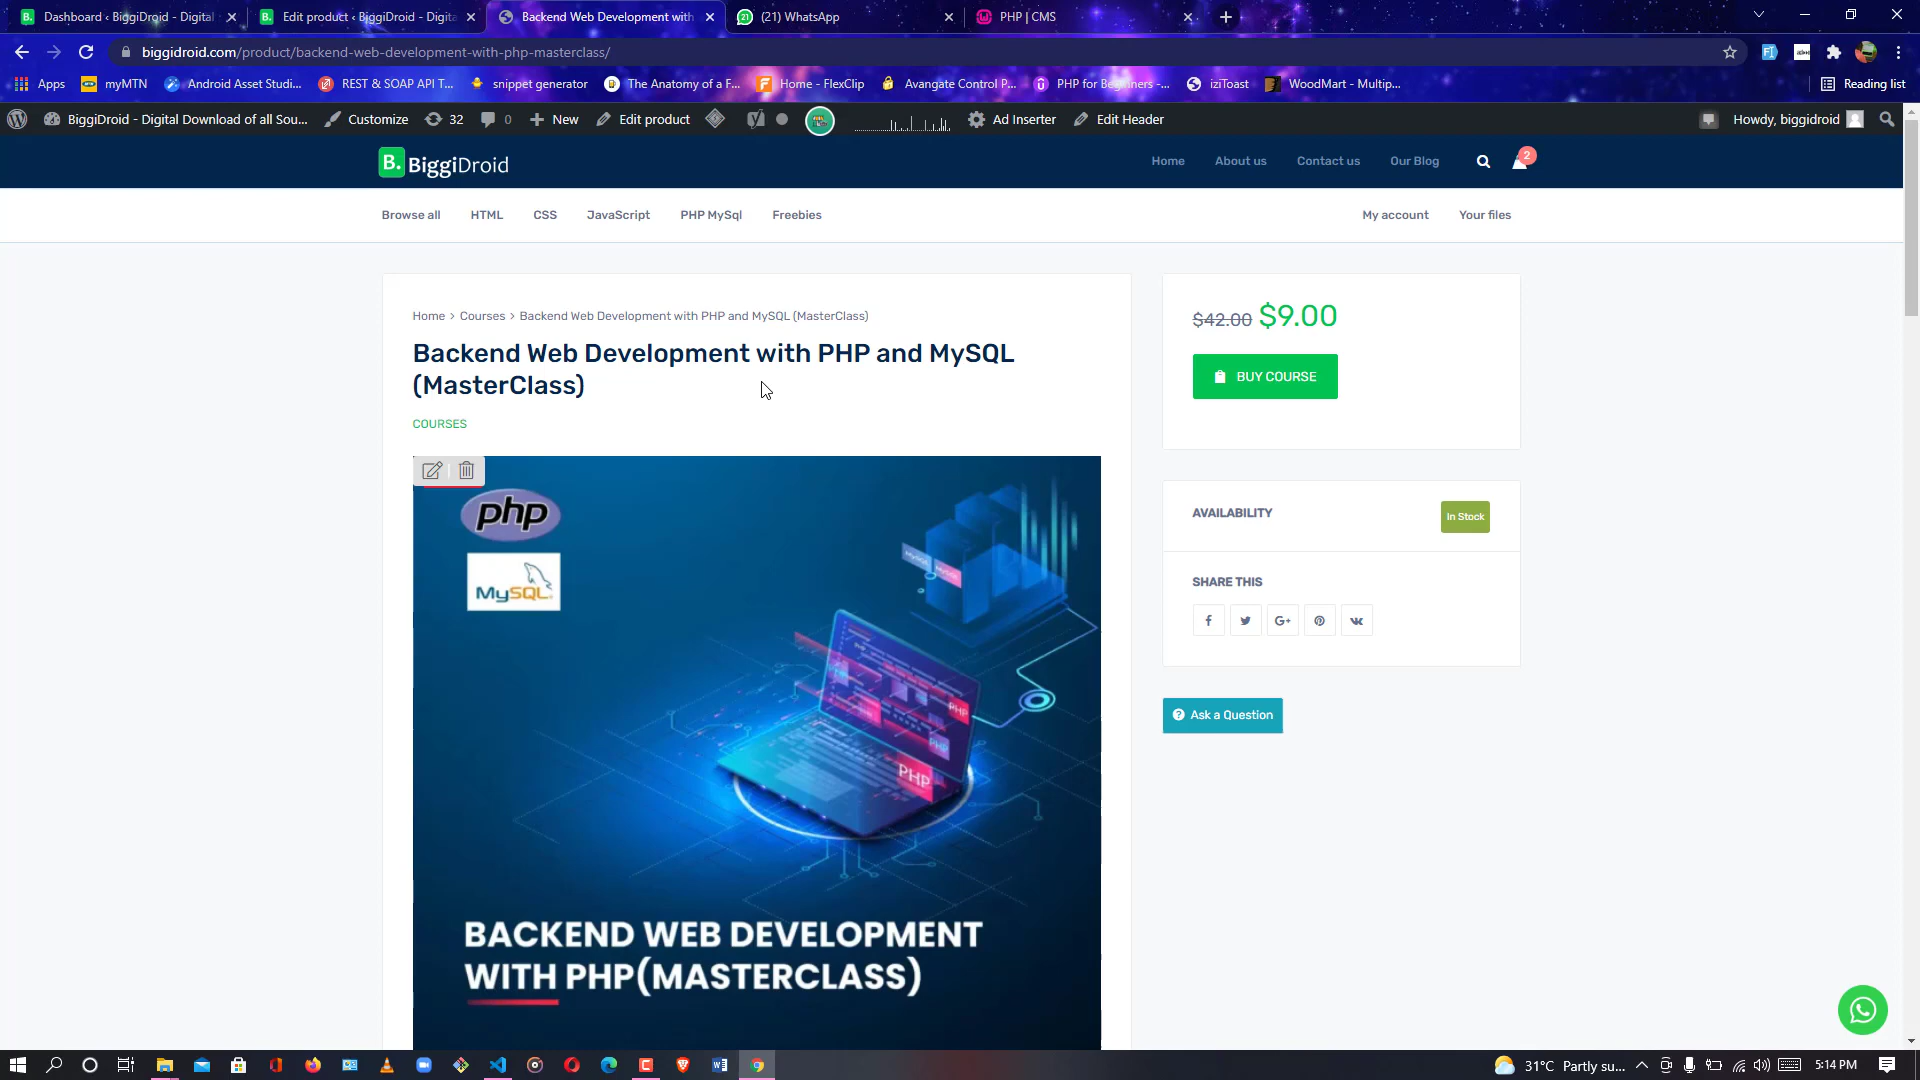 Dashboard ‹ BiggiDroid - Digital
Edit product ‹ BiggiDroid - Digita
Backend Web Development with
(21) WhatsApp
PHP | CMS
biggidroid.com/product/backend-web-development-with-php-masterclass/
Apps
myMTN
Android Asset Studi...
REST & SOAP API T...
snippet generator
The Anatomy of a F...
Home - FlexClip
Avangate Control P...
PHP for Beginners -...
iziToast
WoodMart - Multip...
Reading list
BiggiDroid - Digital Download of all Sou...
Customize
32
0
New
Edit product
Ad Inserter
Edit Header
Howdy, biggidroid
B. BiggiDroid
Home
About us
Contact us
Our Blog
2
Browse all
HTML
CSS
JavaScript
PHP MySql
Freebies
My account
Your files
Home › Courses › Backend Web Development with PHP and MySQL (MasterClass)
Backend Web Development with PHP and MySQL
(MasterClass)
COURSES
$42.00 $9.00
BUY COURSE
AVAILABILITY
In Stock
SHARE THIS
Ask a Question
php
MySQL
PHP
PHP
PHP
BACKEND WEB DEVELOPMENT
WITH PHP(MASTERCLASS)
31°C Partly su...
5:14 PM